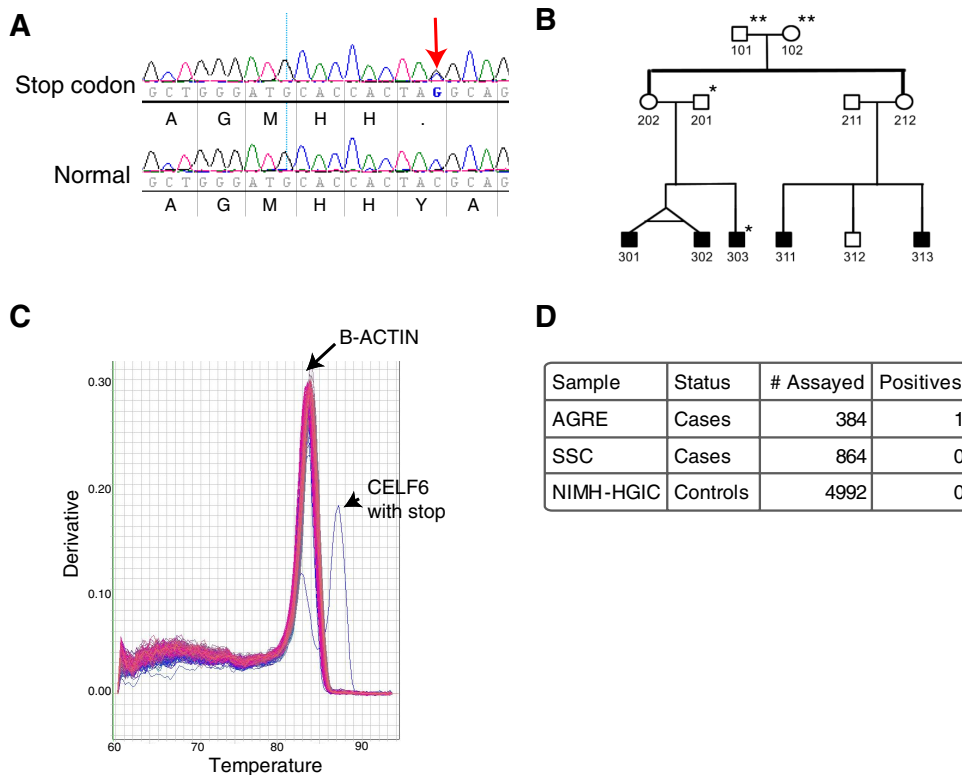 A
Stop codon
G C T G G G A T G C A C C A C T A G G C A G
A G M H H .
Normal
G C T G G G A T G C A C C A C T A C G C A G
A G M H H Y A
B
** **
101 102
*
202 201 211 212
*
301 302 303 311 312 313
C
B-ACTIN
CELF6
with stop
Derivative
0.30
0.20
0.10
0.00
60 70 80 90
Temperature
D
Sample Status # Assayed Positives
AGRE Cases 384 1
SSC Cases 864 0
NIMH-HGIC Controls 4992 0